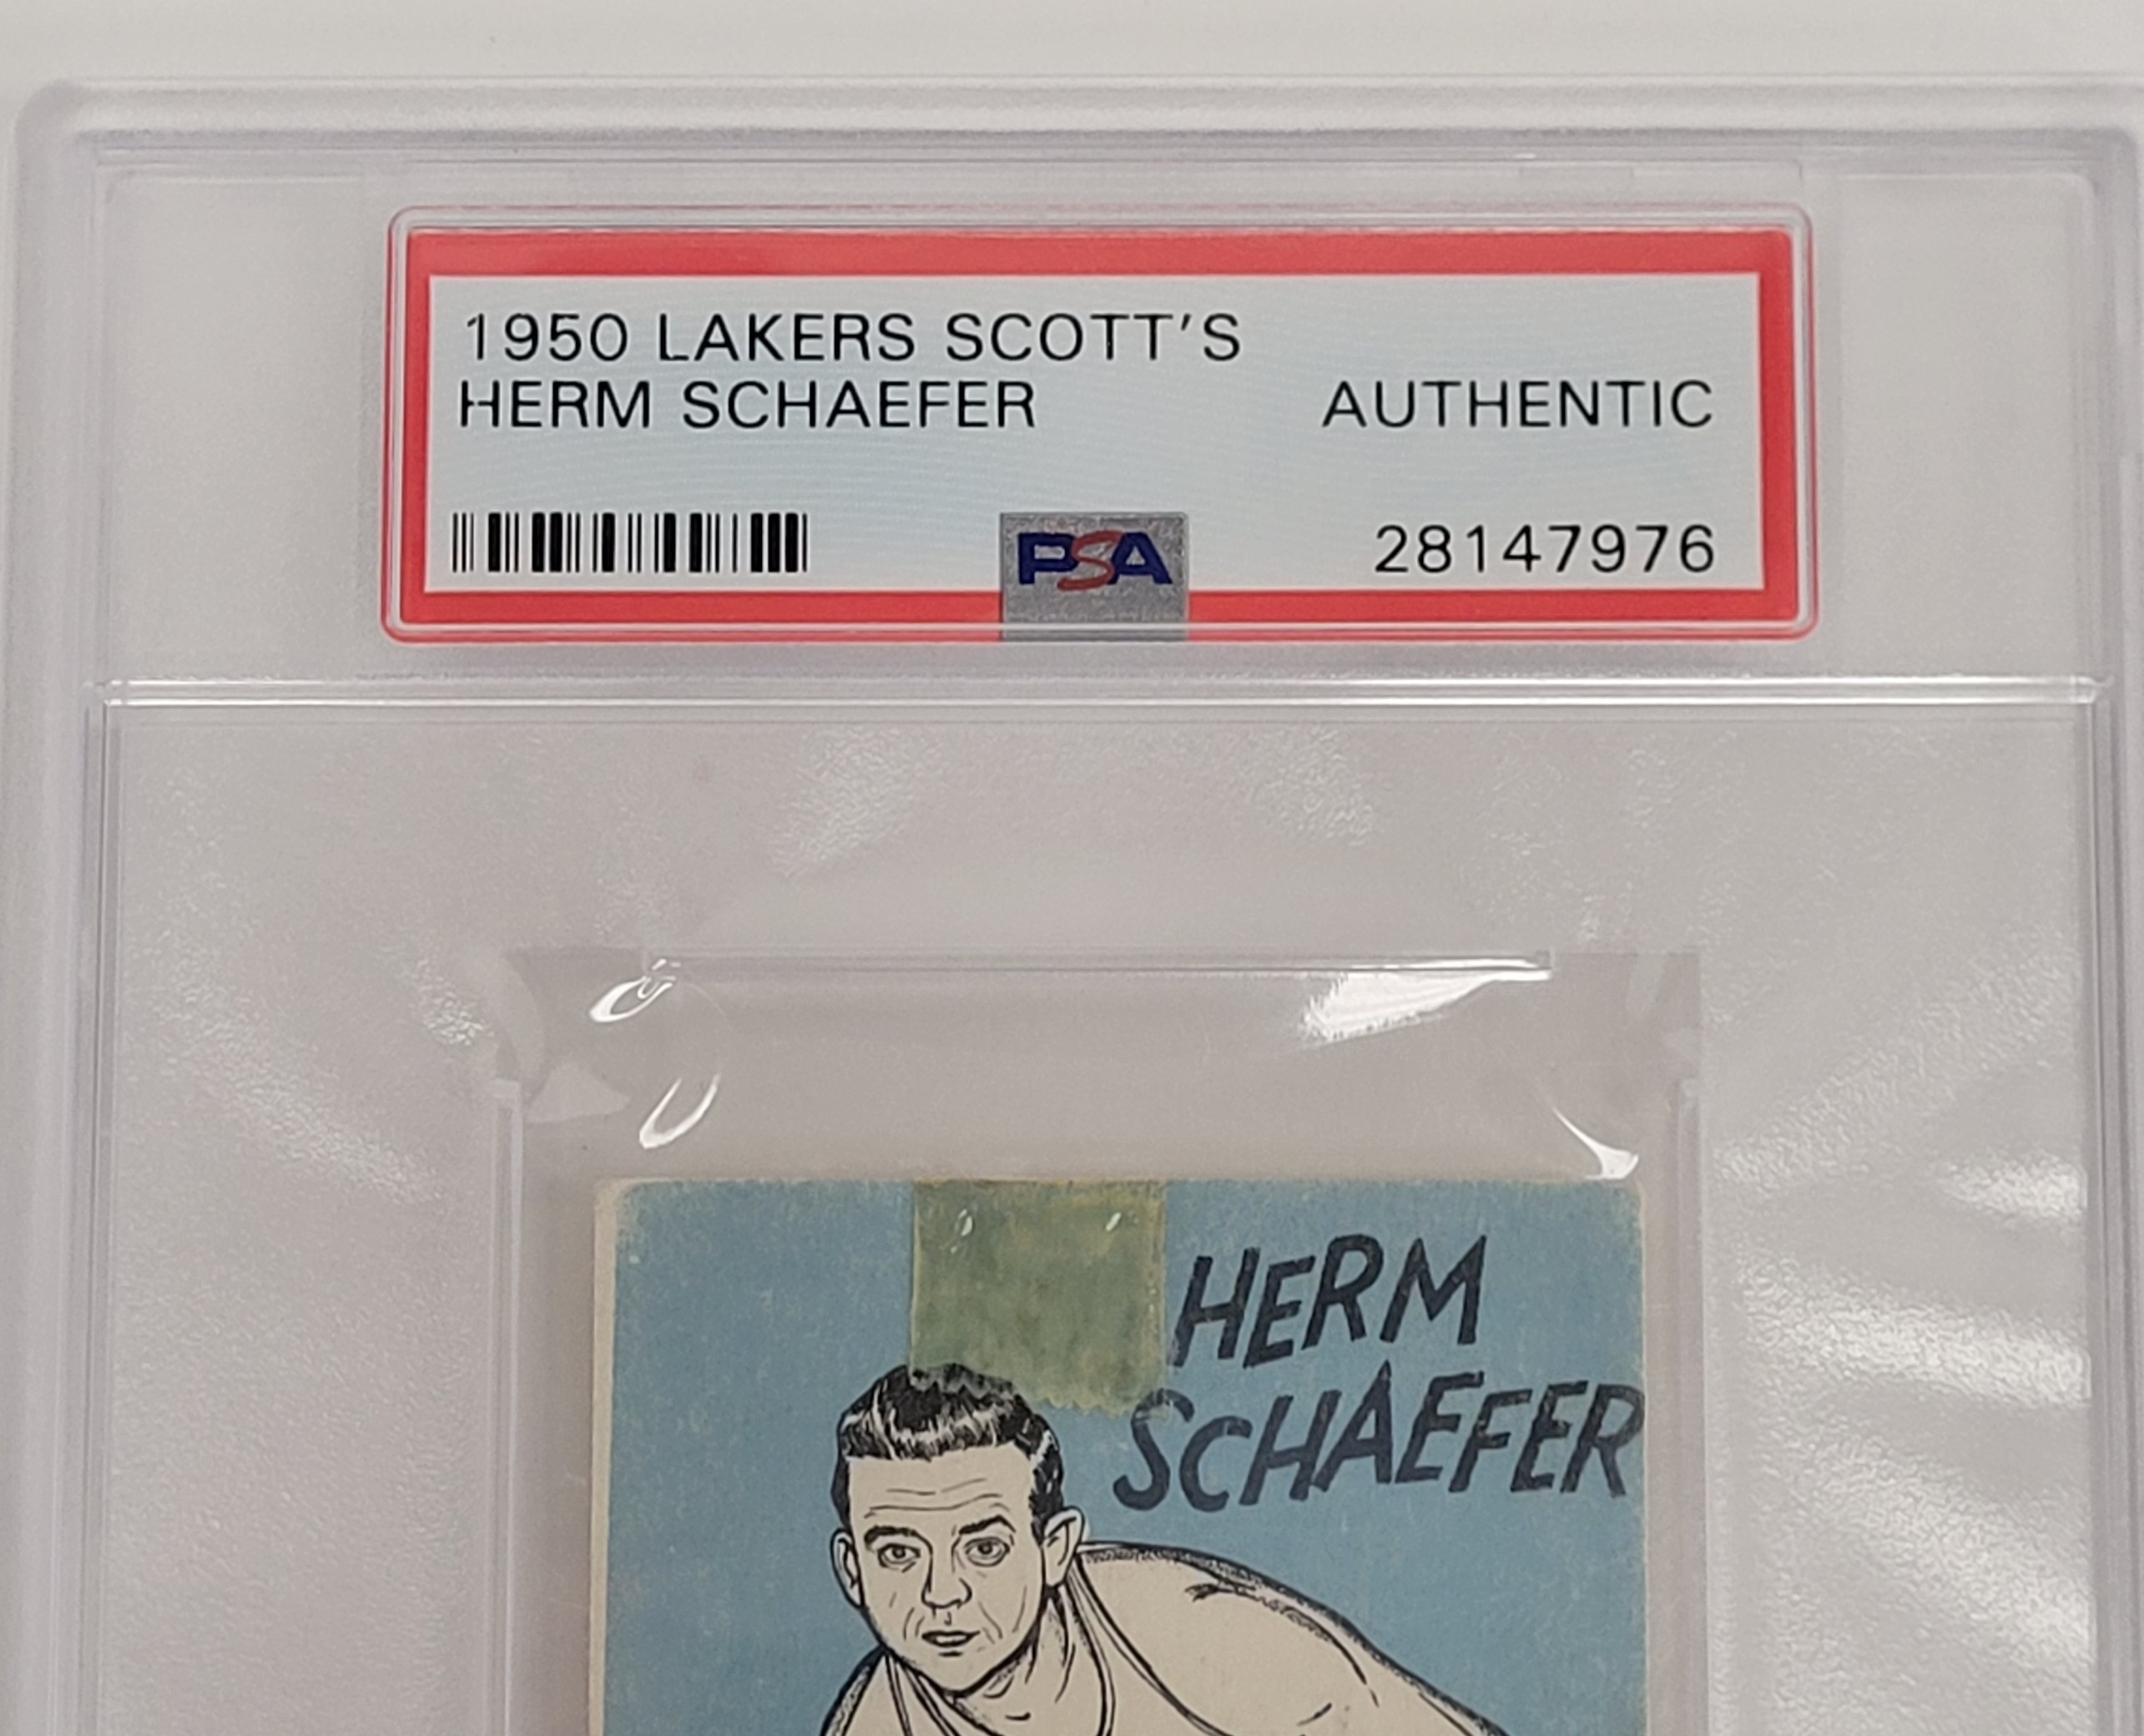 1950 LAKERS SCOTT'S
HERM SCHAEFER AUTHENTIC
PSA 28147976
HERM
SCHAEFER